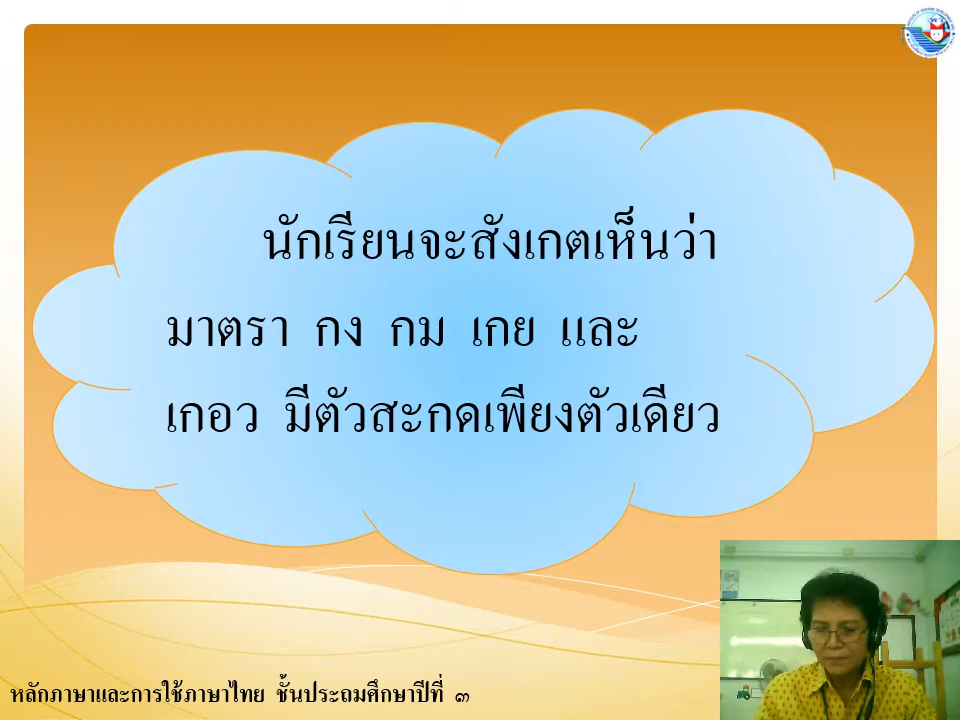 นักเรียนจะสังเกตเห็นว่า
มาตรา กง กม เกย และ
เกอว มีตัวสะกดเพียงตัวเดียว
หลักภาษาและการใช้ภาษาไทย ชั้นประถมศึกษาปีที่ ๓